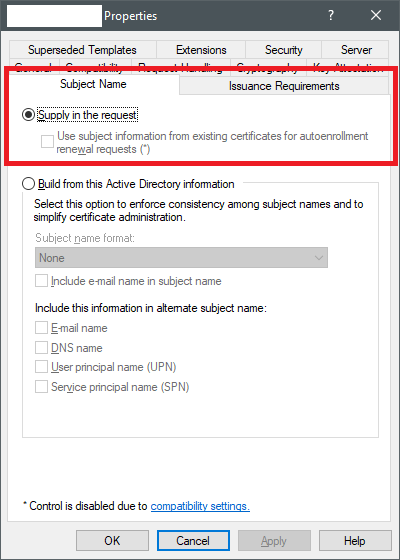 Properties
Superseded Templates Extensions Security Server
General Compatibility Request Handling Cryptography Key Attestation
Subject Name Issuance Requirements
Supply in the request
Use subject information from existing certificates for autoenrollment
renewal requests (*)
Build from this Active Directory information
Select this option to enforce consistency among subject names and to
simplify certificate administration.
Subject name format:
None
Include e-mail name in subject name
Include this information in alternate subject name:
E-mail name
DNS name
User principal name (UPN)
Service principal name (SPN)
* Control is disabled due to compatibility settings.
OK Cancel Apply Help